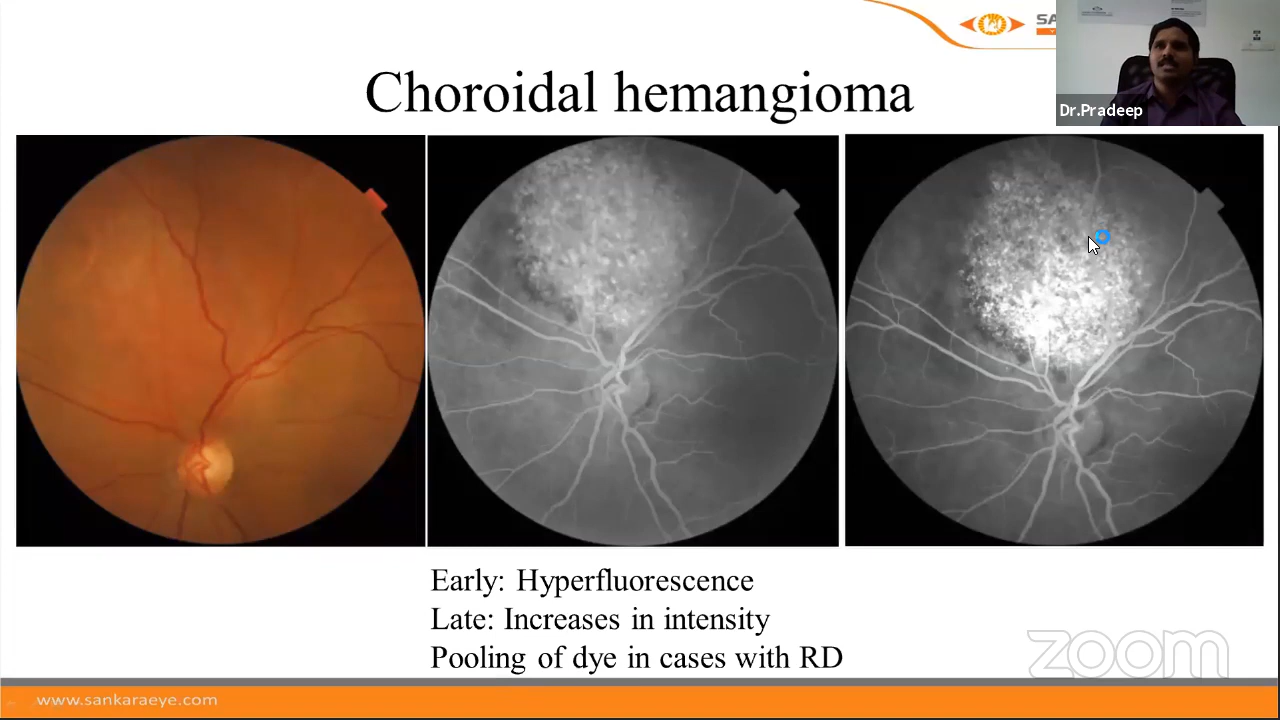 SA
Choroidal hemangioma
Dr.Pradeep
Early: Hyperfluorescence
Late: Increases in intensity
Pooling of dye in cases with RD
zoom
www.sankaraeye.com